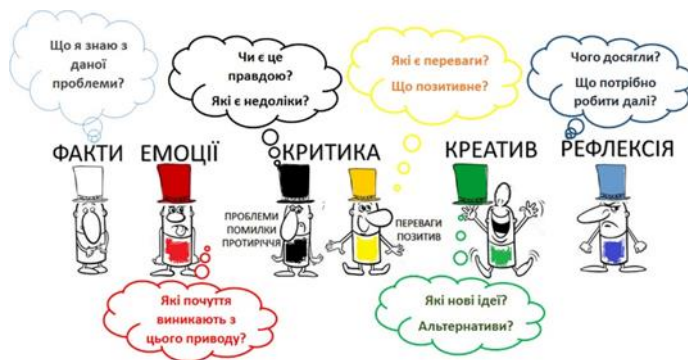 Що я знаю з
даної
проблеми?
Чи є це
правдою?
Які є недоліки?
Які є переваги?
Що позитивне?
Чого досягли?
Що потрібно
робити далі?
ФАКТИ
ЕМОЦІЇ
КРИТИКА
КРЕАТИВ
РЕФЛЕКСІЯ
ПРОБЛЕМИ
ПОМИЛКИ
ПРОТИРІЧЧЯ
ПЕРЕВАГИ
ПОЗИТИВ
Які почуття
виникають з
цього приводу?
Які нові ідеї?
Альтернативи?